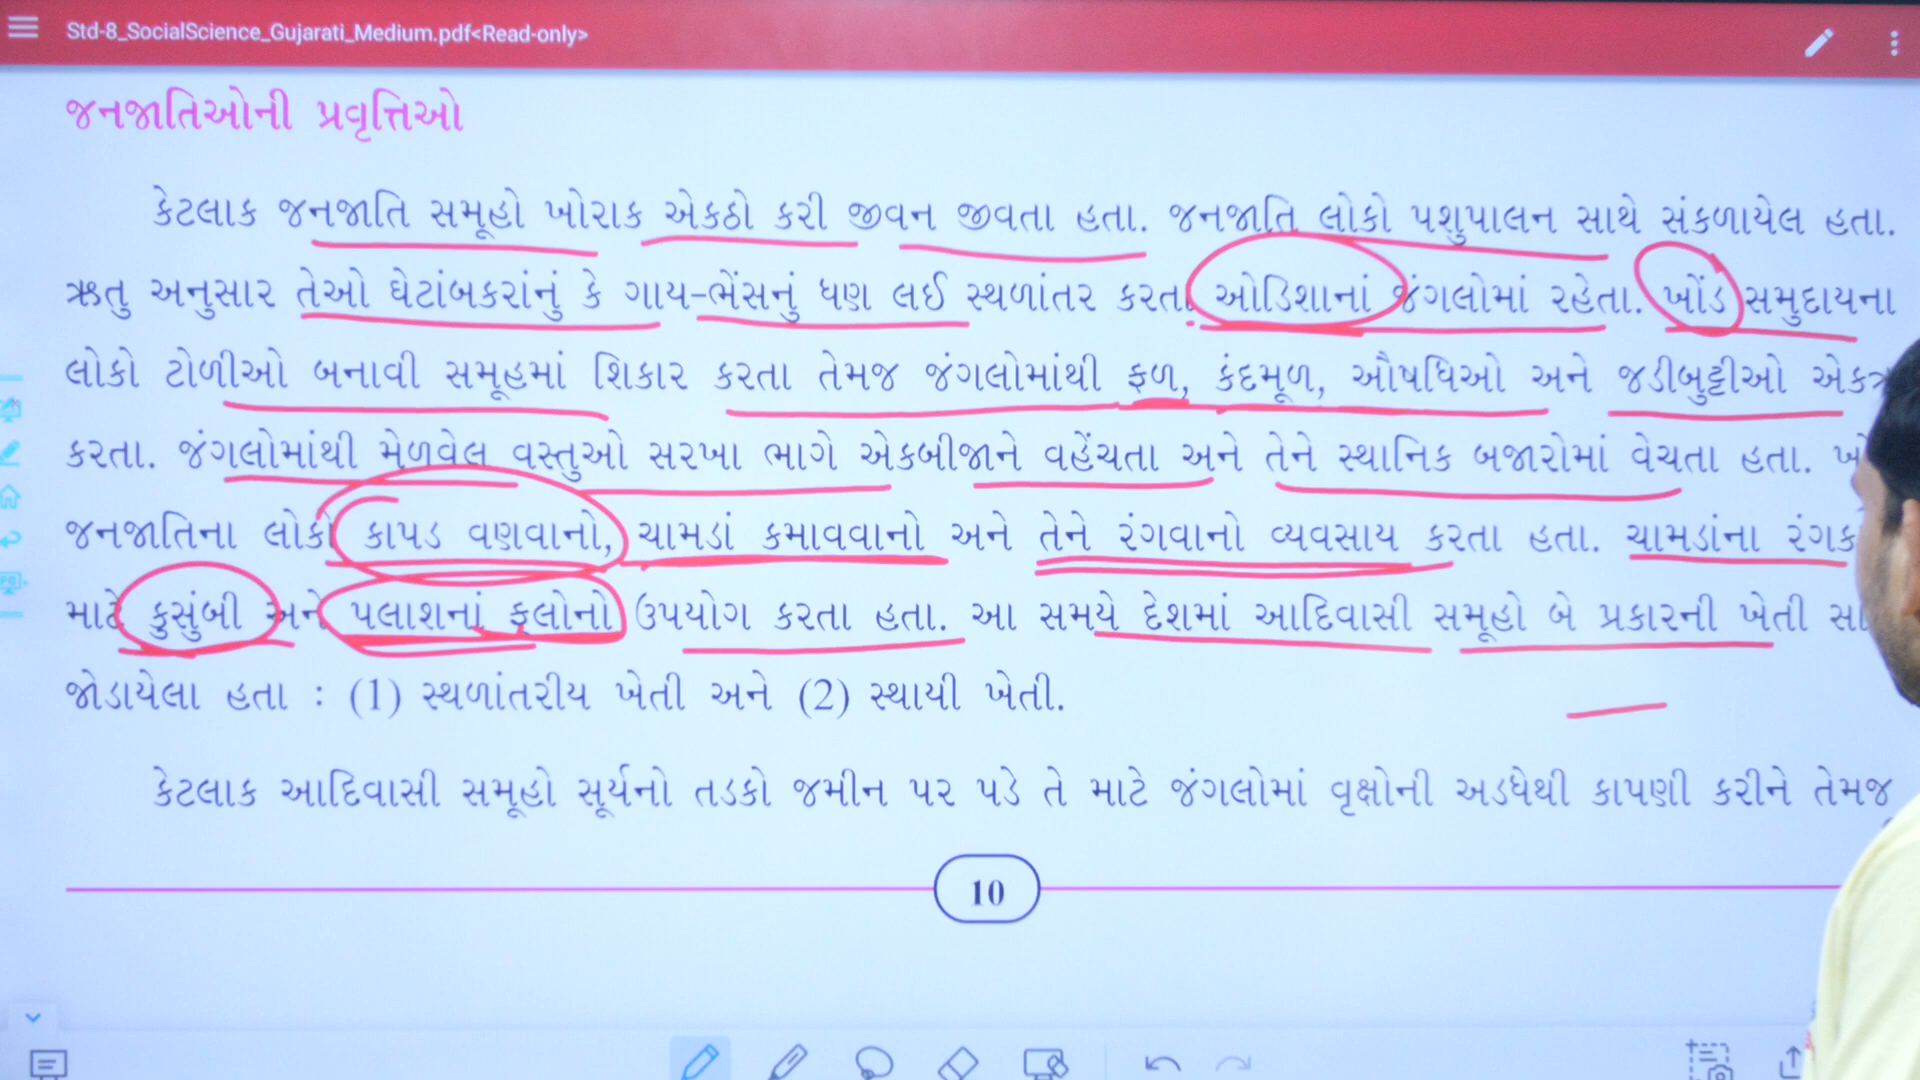 Std-8_SocialScience_Gujarati_Medium.pdf<Read-only>
જનજાતિઓની પ્રવૃત્તિઓ
કેટલાક જનજાતિ સમૂહો ખોરાક એકઠો કરી જીવન જીવતા હતા. જનજાતિ લોકો પશુપાલન સાથે સંકળાયેલ હતા.
ઋતુ અનુસાર તેઓ ઘેટાંબકરાંનું કે ગાય-ભેંસનું ધણ લઈ સ્થળાંતર કરતા. ઓડિશાનાં જંગલોમાં રહેતા. ખોંડ સમુદાયના
લોકો ટોળીઓ બનાવી સમૂહમાં શિકાર કરતા તેમજ જંગલોમાંથી ફળ, કંદમૂળ, ઔષધિઓ અને જડીબુટ્ટીઓ એકત્ર
કરતા. જંગલોમાંથી મેળવેલ વસ્તુઓ સરખા ભાગે એકબીજાને વહેંચતા અને તેને સ્થાનિક બજારોમાં વેચતા હતા.
જનજાતિના લોકો કાપડ વણવાનો, ચામડાં કમાવવાનો અને તેને રંગવાનો વ્યવસાય કરતા હતા. ચામડાંના
માટે કુસુંબી અને પલાશનાં ફૂલોનો ઉપયોગ કરતા હતા. આ સમયે દેશમાં આદિવાસી સમૂહો બે પ્રકારની ખેતી
જોડાયેલા હતા : (1) સ્થળાંતરીય ખેતી અને (2) સ્થાયી ખેતી.
કેટલાક આદિવાસી સમૂહો સૂર્યનો તડકો જમીન પર પડે તે માટે જંગલોમાં વૃક્ષોની અડધેથી કાપણી કરીને તેમજ
10